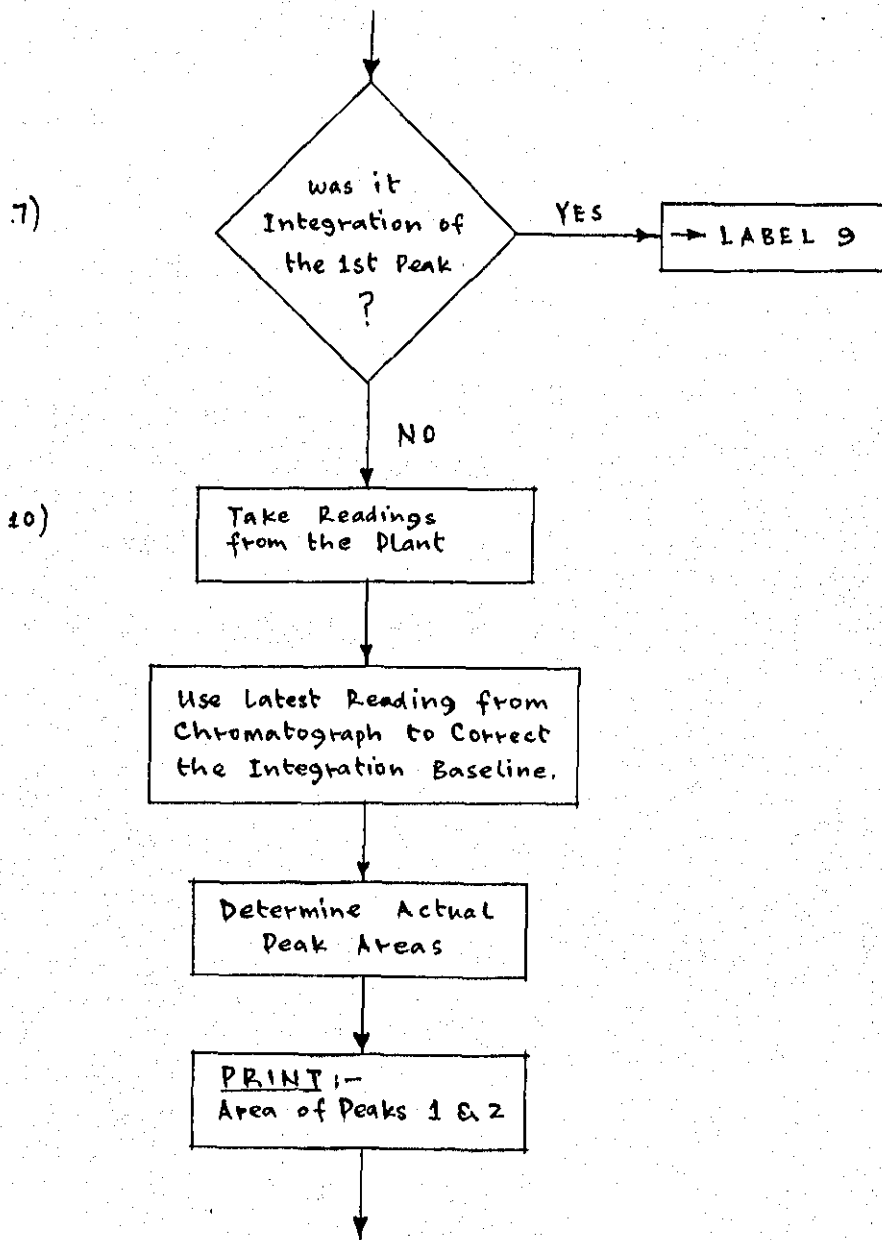 was it
.7)
Integration of
YES
→ LABEL 9
the 1st Peak
?
NO
10)
Take Readings
from the Plant
Use Latest Reading from
Chromatograph to Correct
the Integration Baseline.
Determine Actual
Peak Areas
PRINT :-
Area of Peaks 1 & 2